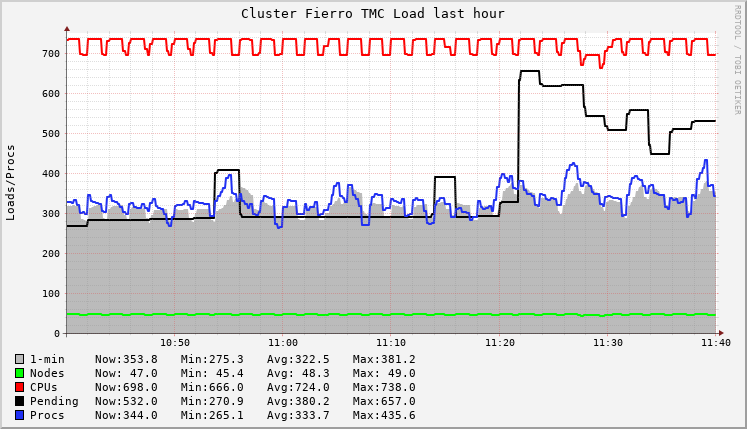 Cluster Fierro TMC Load last hour
RRDTOOL / TOBI OETIKER
Loads/Procs
700
600
500
400
300
200
100
0
10:50 11:00 11:10 11:20 11:30 11:40
1-min Now:353.8 Min:275.3 Avg:322.5 Max:381.2
Nodes Now: 47.0 Min: 45.4 Avg: 48.3 Max: 49.0
CPUs Now:698.0 Min:666.0 Avg:724.0 Max:738.0
Pending Now:532.0 Min:270.9 Avg:380.2 Max:657.0
Procs Now:344.0 Min:265.1 Avg:333.7 Max:435.6